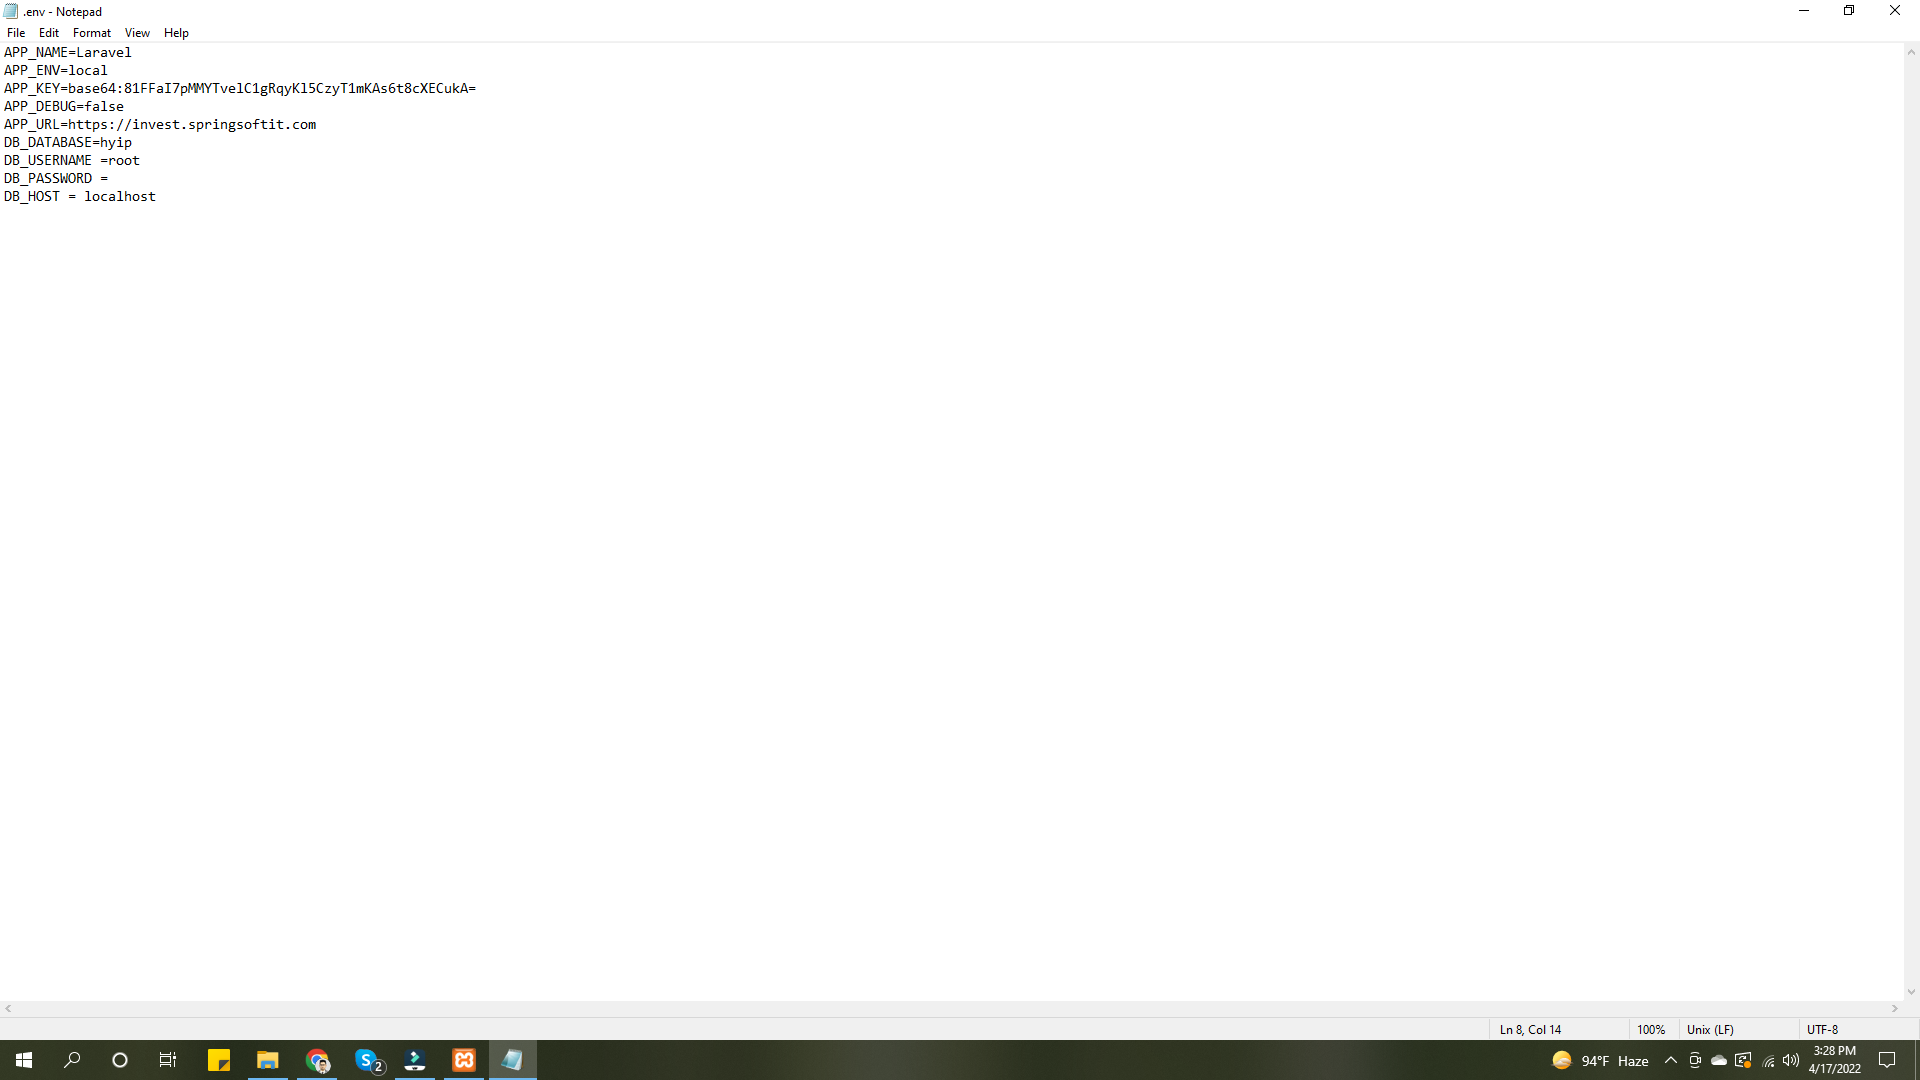 .env - Notepad
File Edit Format View Help
APP_NAME=Laravel
APP_ENV=local
APP_KEY=base64:81FFaI7pMMYTvelC1gRqyKl5CzyT1mKAs6t8cXECukA=
APP_DEBUG=false
APP_URL=https://invest.springsoftit.com
DB_DATABASE=hyip
DB_USERNAME =root
DB_PASSWORD =
DB_HOST = localhost
Ln 8, Col 14 100% Unix (LF) UTF-8
S 2 94°F Haze 3:28 PM
4/17/2022